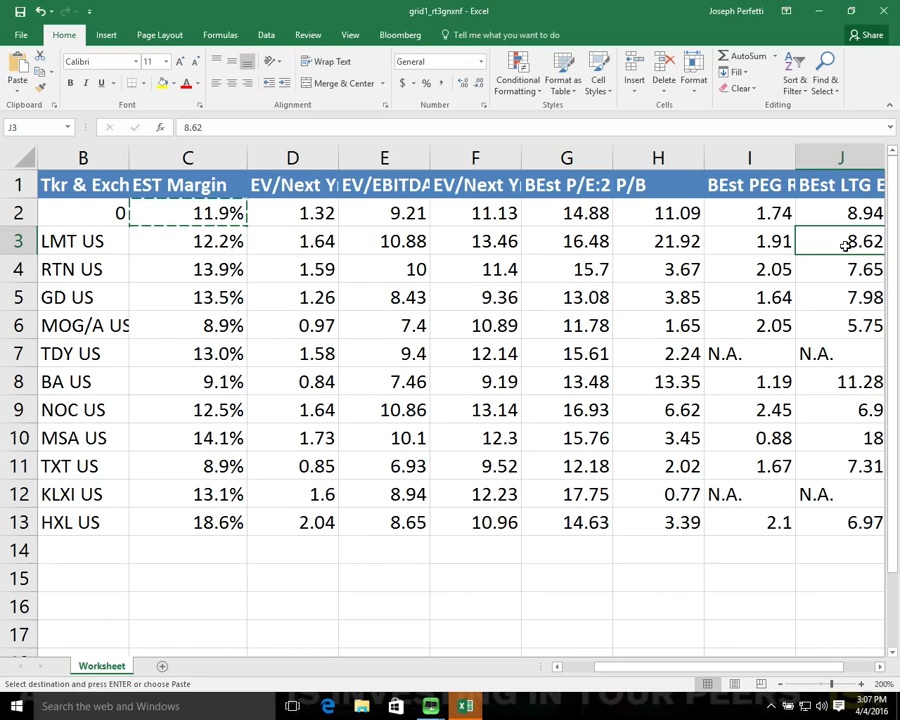 grid1_rt3gnxnf - Excel
Joseph Perfetti
File Home Insert Page Layout Formulas Data Review View Bloomberg Tell me what you want to do Share
Calibri 11 Wrap Text General AutoSum
Paste B I U Merge & Center $ % , Conditional Formatting Format as Table Cell Styles Insert Delete Format Fill Clear Sort & Filter Find & Select
Clipboard Font Alignment Number Styles Cells Editing
J3 fx 8.62
B C D E F G H I J
1 Tkr & Exch EST Margin EV/Next Y EV/EBITDA EV/Next Y BEst P/E:2 P/B BEst PEG R BEst LTG E
2 0 11.9% 1.32 9.21 11.13 14.88 11.09 1.74 8.94
3 LMT US 12.2% 1.64 10.88 13.46 16.48 21.92 1.91 8.62
4 RTN US 13.9% 1.59 10 11.4 15.7 3.67 2.05 7.65
5 GD US 13.5% 1.26 8.43 9.36 13.08 3.85 1.64 7.98
6 MOG/A US 8.9% 0.97 7.4 10.89 11.78 1.65 2.05 5.75
7 TDY US 13.0% 1.58 9.4 12.14 15.61 2.24 N.A. N.A.
8 BA US 9.1% 0.84 7.46 9.19 13.48 13.35 1.19 11.28
9 NOC US 12.5% 1.64 10.86 13.14 16.93 6.62 2.45 6.9
10 MSA US 14.1% 1.73 10.1 12.3 15.76 3.45 0.88 18
11 TXT US 8.9% 0.85 6.93 9.52 12.18 2.02 1.67 7.31
12 KLXI US 13.1% 1.6 8.94 12.23 17.75 0.77 N.A. N.A.
13 HXL US 18.6% 2.04 8.65 10.96 14.63 3.39 2.1 6.97
14
15
16
17
Worksheet
Select destination and press ENTER or choose Paste 200%
Search the web and Windows
3:07 PM
4/4/2016